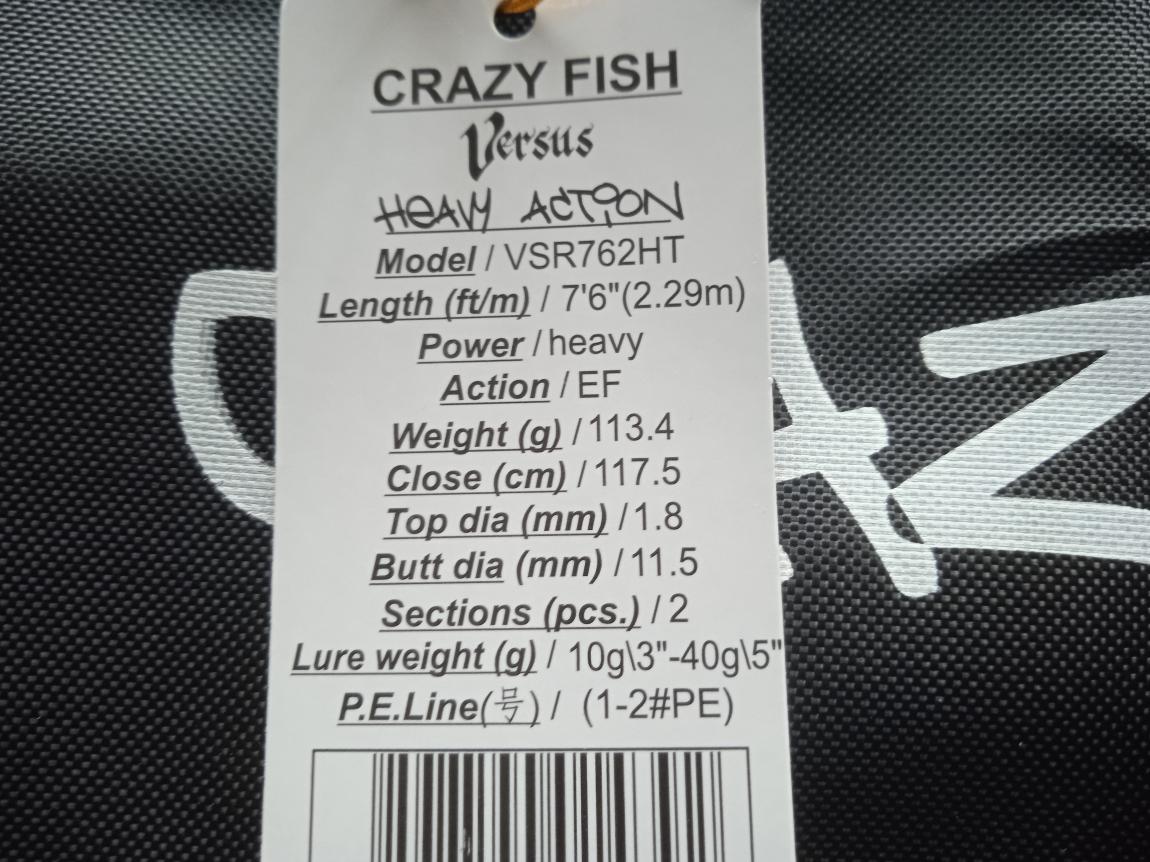 CRAZY FISH
Versus
HEAVY ACTION
Model / VSR762HT
Length (ft/m) / 7'6"(2.29m)
Power / heavy
Action / EF
Weight (g) / 113.4
Close (cm) / 117.5
Top dia (mm) / 1.8
Butt dia (mm) / 11.5
Sections (pcs.) / 2
Lure weight (g) / 10g\3"-40g\5"
P.E.Line(号) / (1-2#PE)